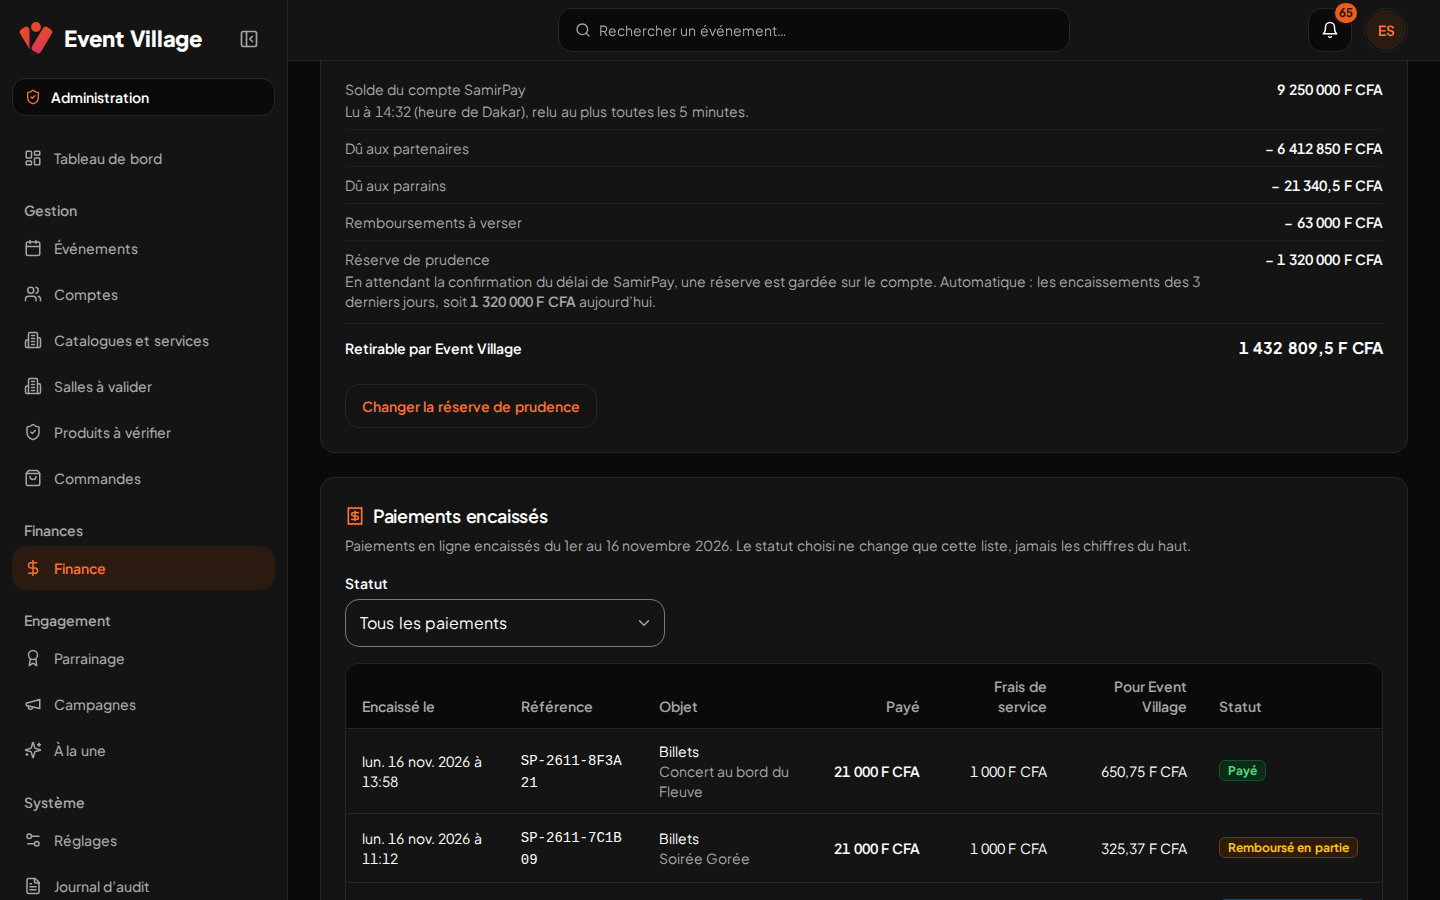 Event Village
Rechercher un événement…
65
ES
Administration
Tableau de bord
Gestion
Événements
Comptes
Catalogues et services
Salles à valider
Produits à vérifier
Commandes
Finances
Finance
Engagement
Parrainage
Campagnes
À la une
Système
Réglages
Journal d'audit
Solde du compte SamirPay 9 250 000 F CFA
Lu à 14:32 (heure de Dakar), relu au plus toutes les 5 minutes.
Dû aux partenaires – 6 412 850 F CFA
Dû aux parrains – 21 340,5 F CFA
Remboursements à verser – 63 000 F CFA
Réserve de prudence – 1 320 000 F CFA
En attendant la confirmation du délai de SamirPay, une réserve est gardée sur le compte. Automatique : les encaissements des 3
derniers jours, soit 1 320 000 F CFA aujourd'hui.
Retirable par Event Village 1 432 809,5 F CFA
Changer la réserve de prudence
Paiements encaissés
Paiements en ligne encaissés du 1er au 16 novembre 2026. Le statut choisi ne change que cette liste, jamais les chiffres du haut.
Statut
Tous les paiements
Encaissé le Référence Objet Payé Frais de service Pour Event Village Statut
lun. 16 nov. 2026 à 13:58 SP-2611-8F3A21 Billets Concert au bord du Fleuve 21 000 F CFA 1 000 F CFA 650,75 F CFA Payé
lun. 16 nov. 2026 à 11:12 SP-2611-7C1B09 Billets Soirée Gorée 21 000 F CFA 1 000 F CFA 325,37 F CFA Remboursé en partie